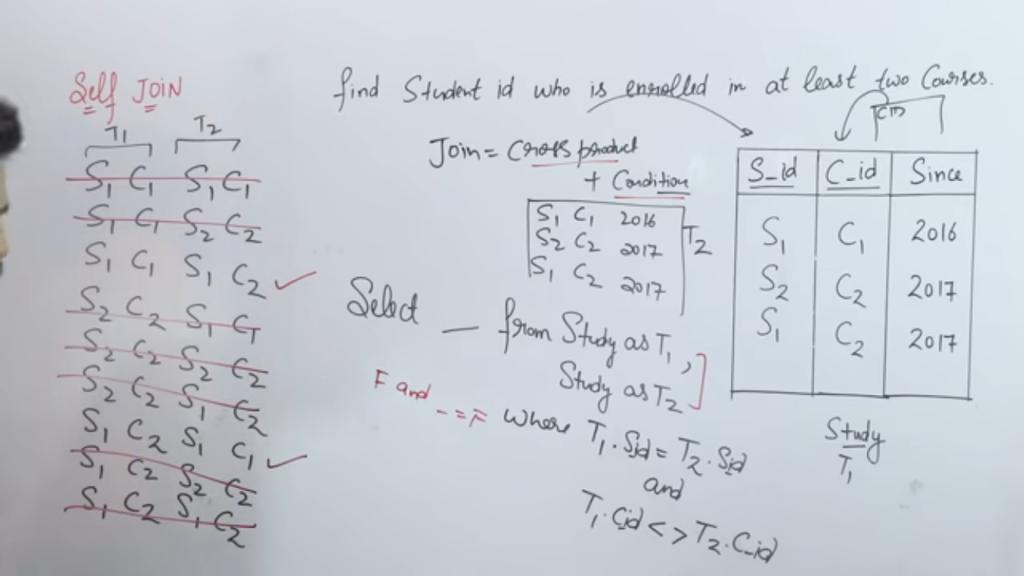 Self JOIN
T1 T2
S1 C1 S1 C1
S1 C1 S2 C2
S1 C1 S1 C2 ✓
S2 C2 S1 C1
S2 C2 S2 C2
S2 C2 S1 C2
S1 C2 S1 C1 ✓
S1 C2 S2 C2
S1 C2 S1 C2
find Student id who is enrolled in at least two Courses.
Join = Cross product
+ Condition
S1 C1 2016
S2 C2 2017
S1 C2 2017
T2
Select — from Study as T1,
Study as T2
F and - = F
where T1.Sid = T2.Sid
and
T1.Cid <> T2.C_id
S_id C_id Since
S1 C1 2016
S2 C2 2017
S1 C2 2017
Study
T1